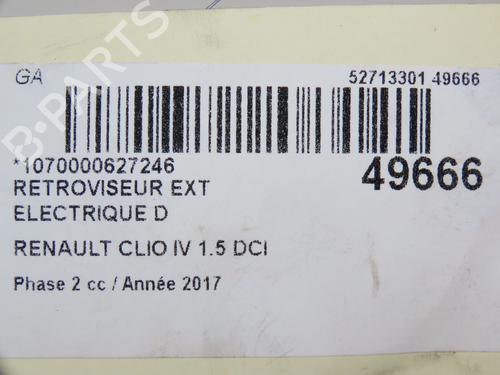 GA
52713301 49666
*1070000627246
49666
RETROVISEUR EXT
ELECTRIQUE D
RENAULT CLIO IV 1.5 DCI
Phase 2 cc / Année 2017
B-PARTS